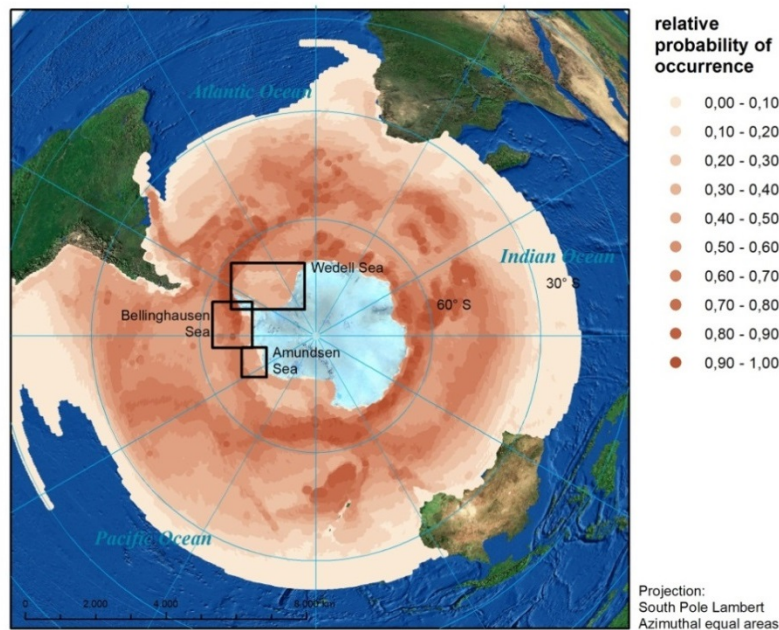 relative
probability of
occurrence
0,00 - 0,10
0,10 - 0,20
0,20 - 0,30
0,30 - 0,40
0,40 - 0,50
0,50 - 0,60
0,60 - 0,70
0,70 - 0,80
0,80 - 0,90
0,90 - 1,00
Atlantic Ocean
Indian Ocean
30° S
Wedell Sea
60° S
Bellinghausen
Sea
Amundsen
Sea
Pacific Ocean
0 2.000 4.000 8.000 km
Projection:
South Pole Lambert
Azimuthal equal areas